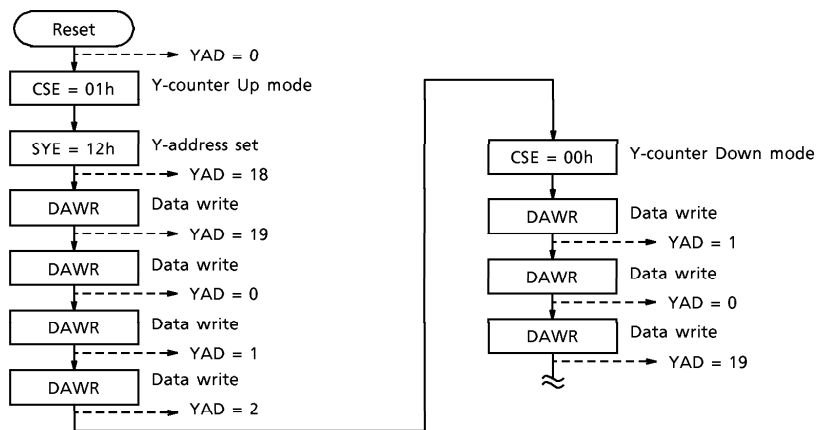 Reset
YAD = 0
CSE = 01h Y-counter Up mode
SYE = 12h Y-address set
YAD = 18
DAWR Data write
YAD = 19
DAWR Data write
YAD = 0
DAWR Data write
YAD = 1
DAWR Data write
YAD = 2
CSE = 00h Y-counter Down mode
DAWR Data write
YAD = 1
DAWR Data write
YAD = 0
DAWR Data write
YAD = 19